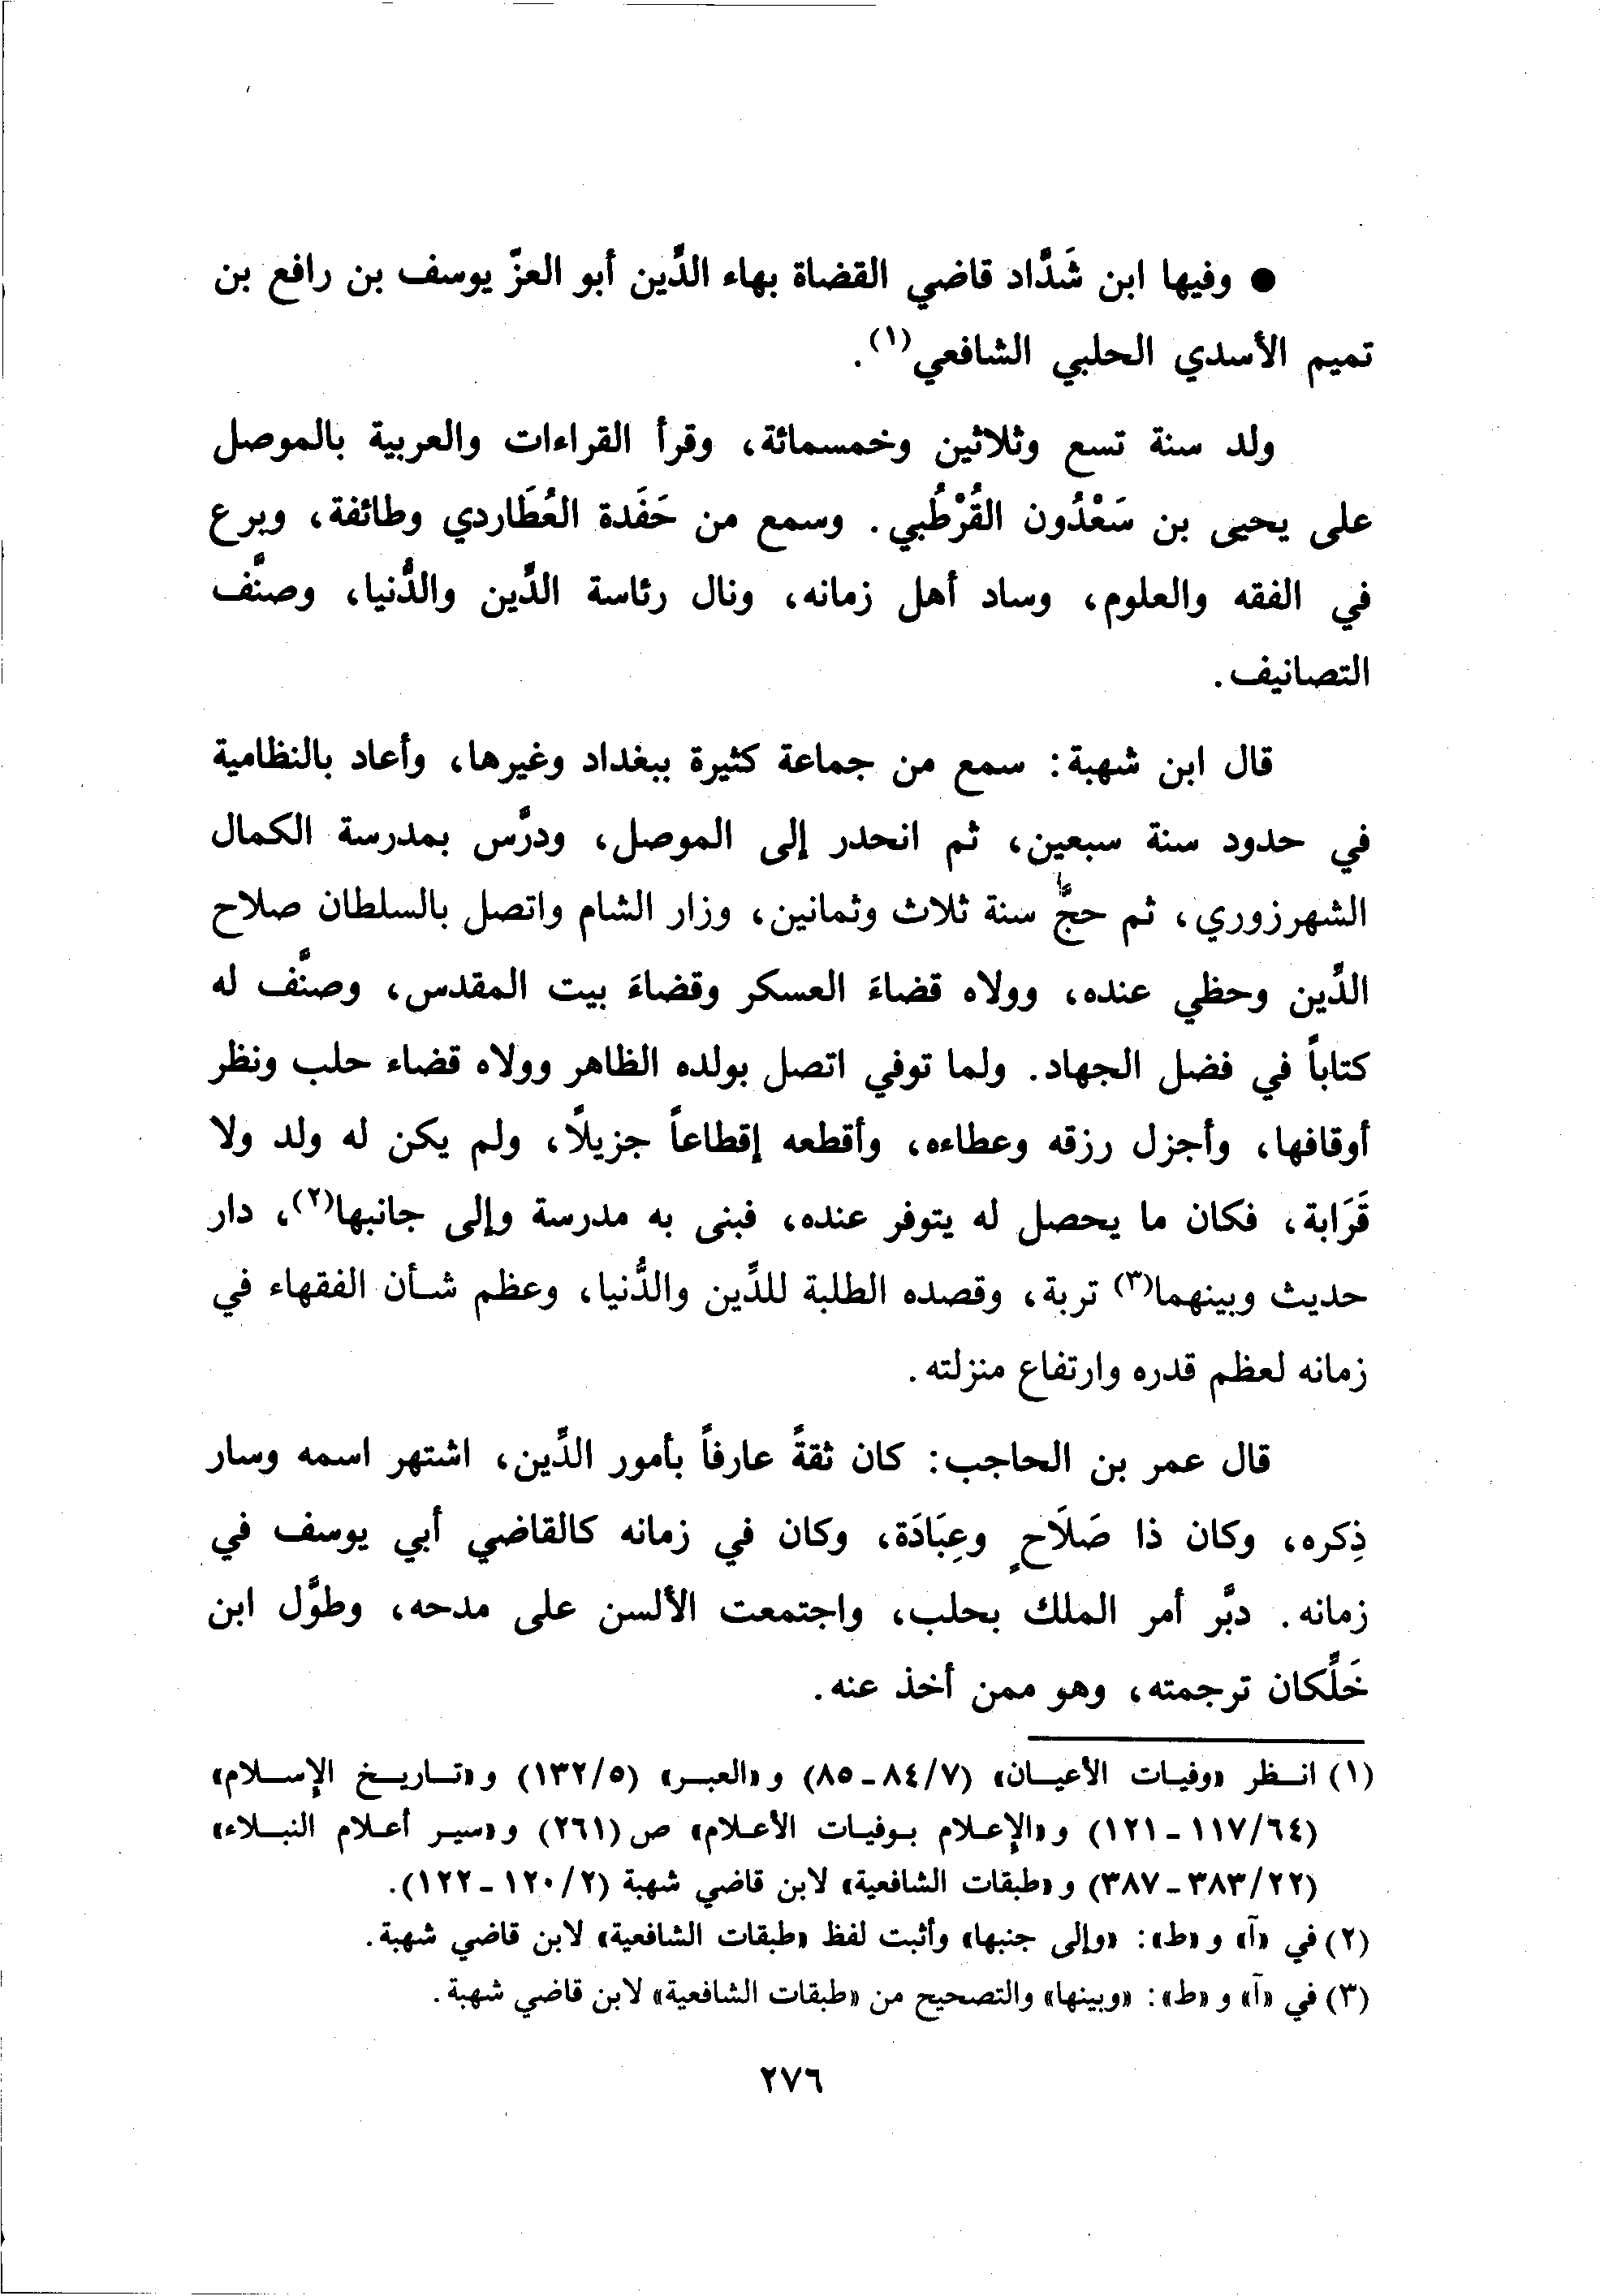 ● وفيها ابن شَدَّاد قاضي القضاة بهاء الدِّين أبو العزّ يوسف بن رافع بن
تميم الأسدي الحلبي الشافعي(١).
ولد سنة تسع وثلاثين وخمسمائة، وقرأ القراءات والعربية بالموصل
على يحيى بن سَعْدُون القُرْطُبي. وسمع من حَفَدة العُطَاردي وطائفة، وبرع
في الفقه والعلوم، وساد أهل زمانه، ونال رئاسة الدِّين والدُّنيا، وصنَّف
التصانيف.
قال ابن شهبة: سمع من جماعة كثيرة ببغداد وغيرها، وأعاد بالنظامية
في حدود سنة سبعين، ثم انحدر إلى الموصل، ودرَّس بمدرسة الكمال
الشهرزوري، ثم حجَّ سنة ثلاث وثمانين، وزار الشام واتصل بالسلطان صلاح
الدِّين وحظي عنده، وولاه قضاءَ العسكر وقضاءَ بيت المقدس، وصنَّف له
كتاباً في فضل الجهاد. ولما توفي اتصل بولده الظاهر وولاه قضاء حلب ونظر
أوقافها، وأجزل رزقه وعطاءه، وأقطعه إقطاعاً جزيلًا، ولم يكن له ولد ولا
قَرَابة، فكان ما يحصل له يتوفر عنده، فبنى به مدرسة وإلى جانبها(٢)، دار
حديث وبينهما(٣) تربة، وقصده الطلبة للدِّين والدُّنيا، وعظم شأن الفقهاء في
زمانه لعظم قدره وارتفاع منزلته.
قال عمر بن الحاجب: كان ثقةً عارفاً بأمور الدِّين، اشتهر اسمه وسار
ذِكره، وكان ذا صَلَاحٍ وعِبَادَة، وكان في زمانه كالقاضي أبي يوسف في
زمانه. دبَّر أمر الملك بحلب، واجتمعت الألسن على مدحه، وطوَّل ابن
خَلِّكان ترجمته، وهو ممن أخذ عنه.
(١) انظر «وفيات الأعيان» (٨٤/٧ - ٨٥) و«العبر» (١٣٢/٥) و«تاريخ الإسلام»
(١١٧/٦٤ - ١٢١) و«الإعلام بوفيات الأعلام» ص (٢٦١) و«سير أعلام النبلاء»
(٣٨٣/٢٢ - ٣٨٧) و«طبقات الشافعية» لابن قاضي شهبة (١٢٠/٢ - ١٢٢).
(٢) في «آ» و«ط»: «وإلى جنبها» وأثبت لفظ «طبقات الشافعية» لابن قاضي شهبة.
(٣) في «آ» و«ط»: «وبينها» والتصحيح من «طبقات الشافعية» لابن قاضي شهبة.
٢٧٦